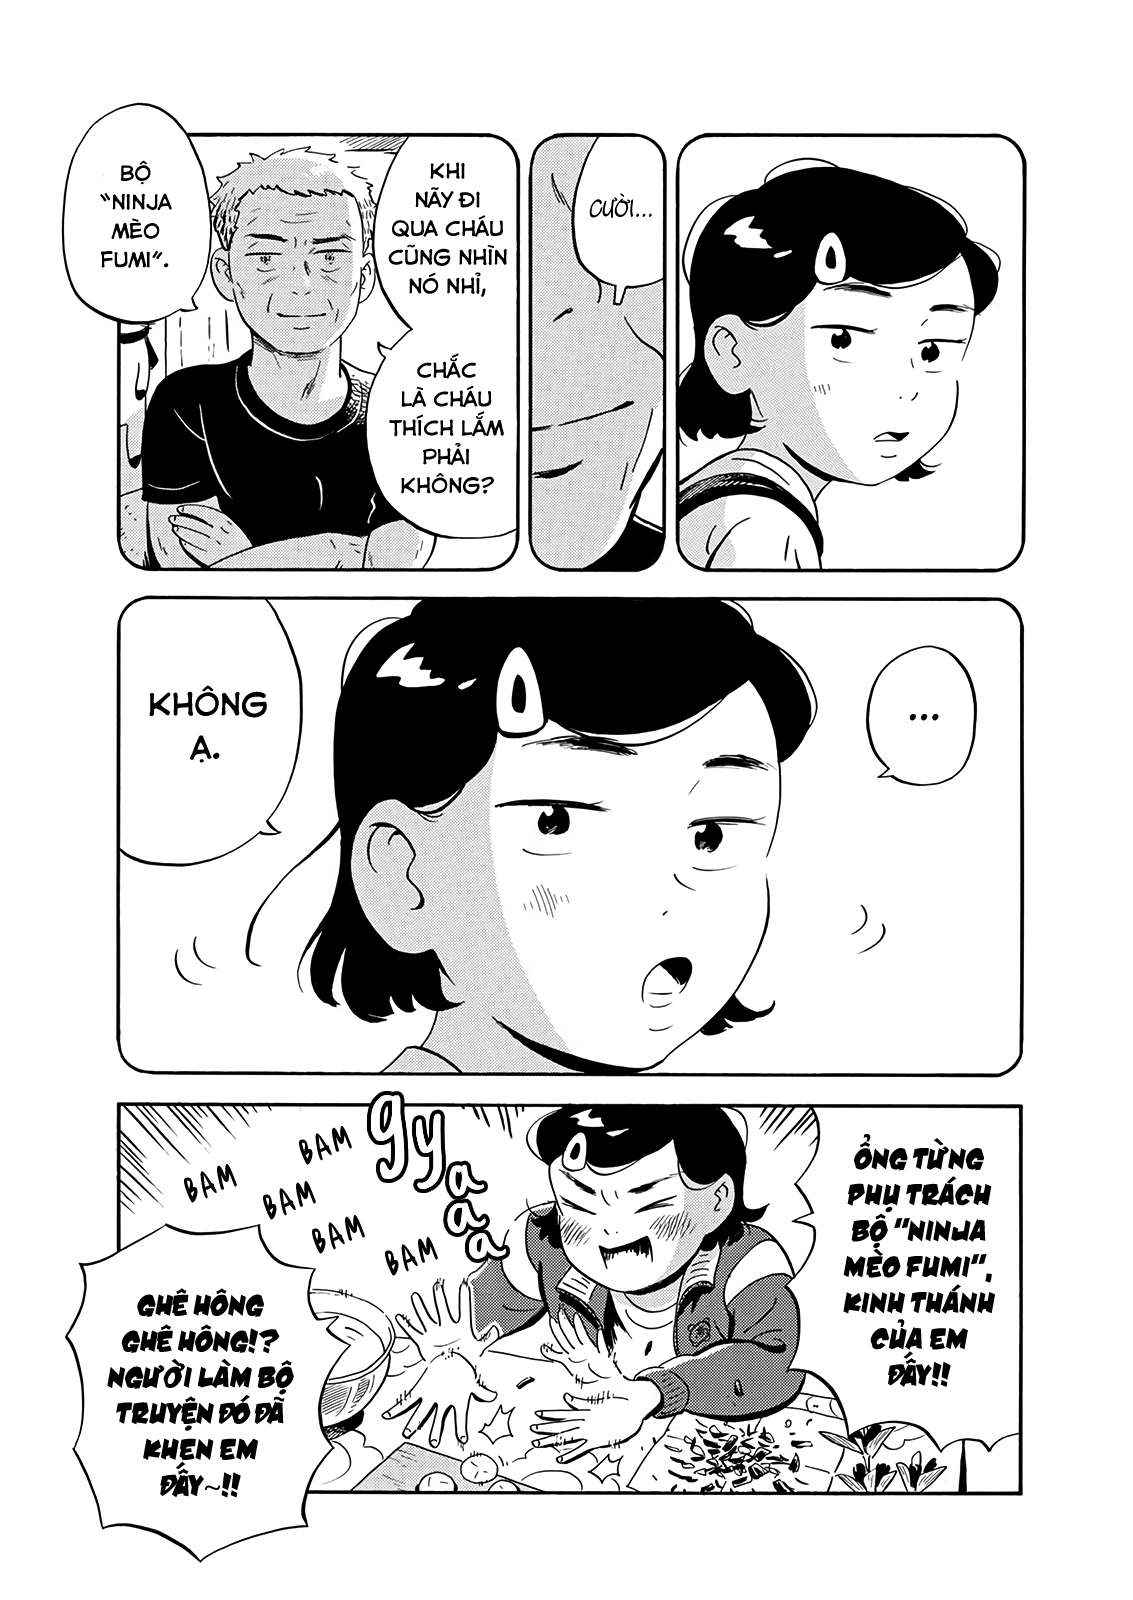 CƯỜI...
KHI
NÃY ĐI
QUA CHÁU
CŨNG NHÌN
NÓ NHỈ,
CHẮC
LÀ CHÁU
THÍCH LẮM
PHẢI
KHÔNG?
BỘ
"NINJA
MÈO
FUMI".
...
KHÔNG
Ạ.
ỔNG TỪNG
PHỤ TRÁCH
BỘ "NINJA
MÈO FUMI",
KINH THÁNH
CỦA EM
ĐẤY!!
gyaaaa
BAM
BAM
BAM
BAM
BAM
GHÊ HÔNG
GHÊ HÔNG!?
NGƯỜI LÀM BỘ
TRUYỆN ĐÓ ĐÃ
KHEN EM
ĐẤY~!!